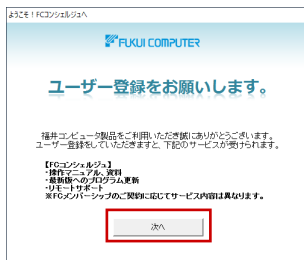 ようこそ！FCコンシェルジュへ
FUKUI COMPUTER
ユーザー登録をお願いします。
福井コンピュータ製品をご利用いただき誠にありがとうございます。
ユーザー登録をしていただきますと、下記のサービスが受けられます。
【FCコンシェルジュ】
・操作マニュアル、資料
・最新版へのプログラム更新
・リモートサポート
※FCメンバーシップのご契約に応じてサービス内容は異なります。
次へ